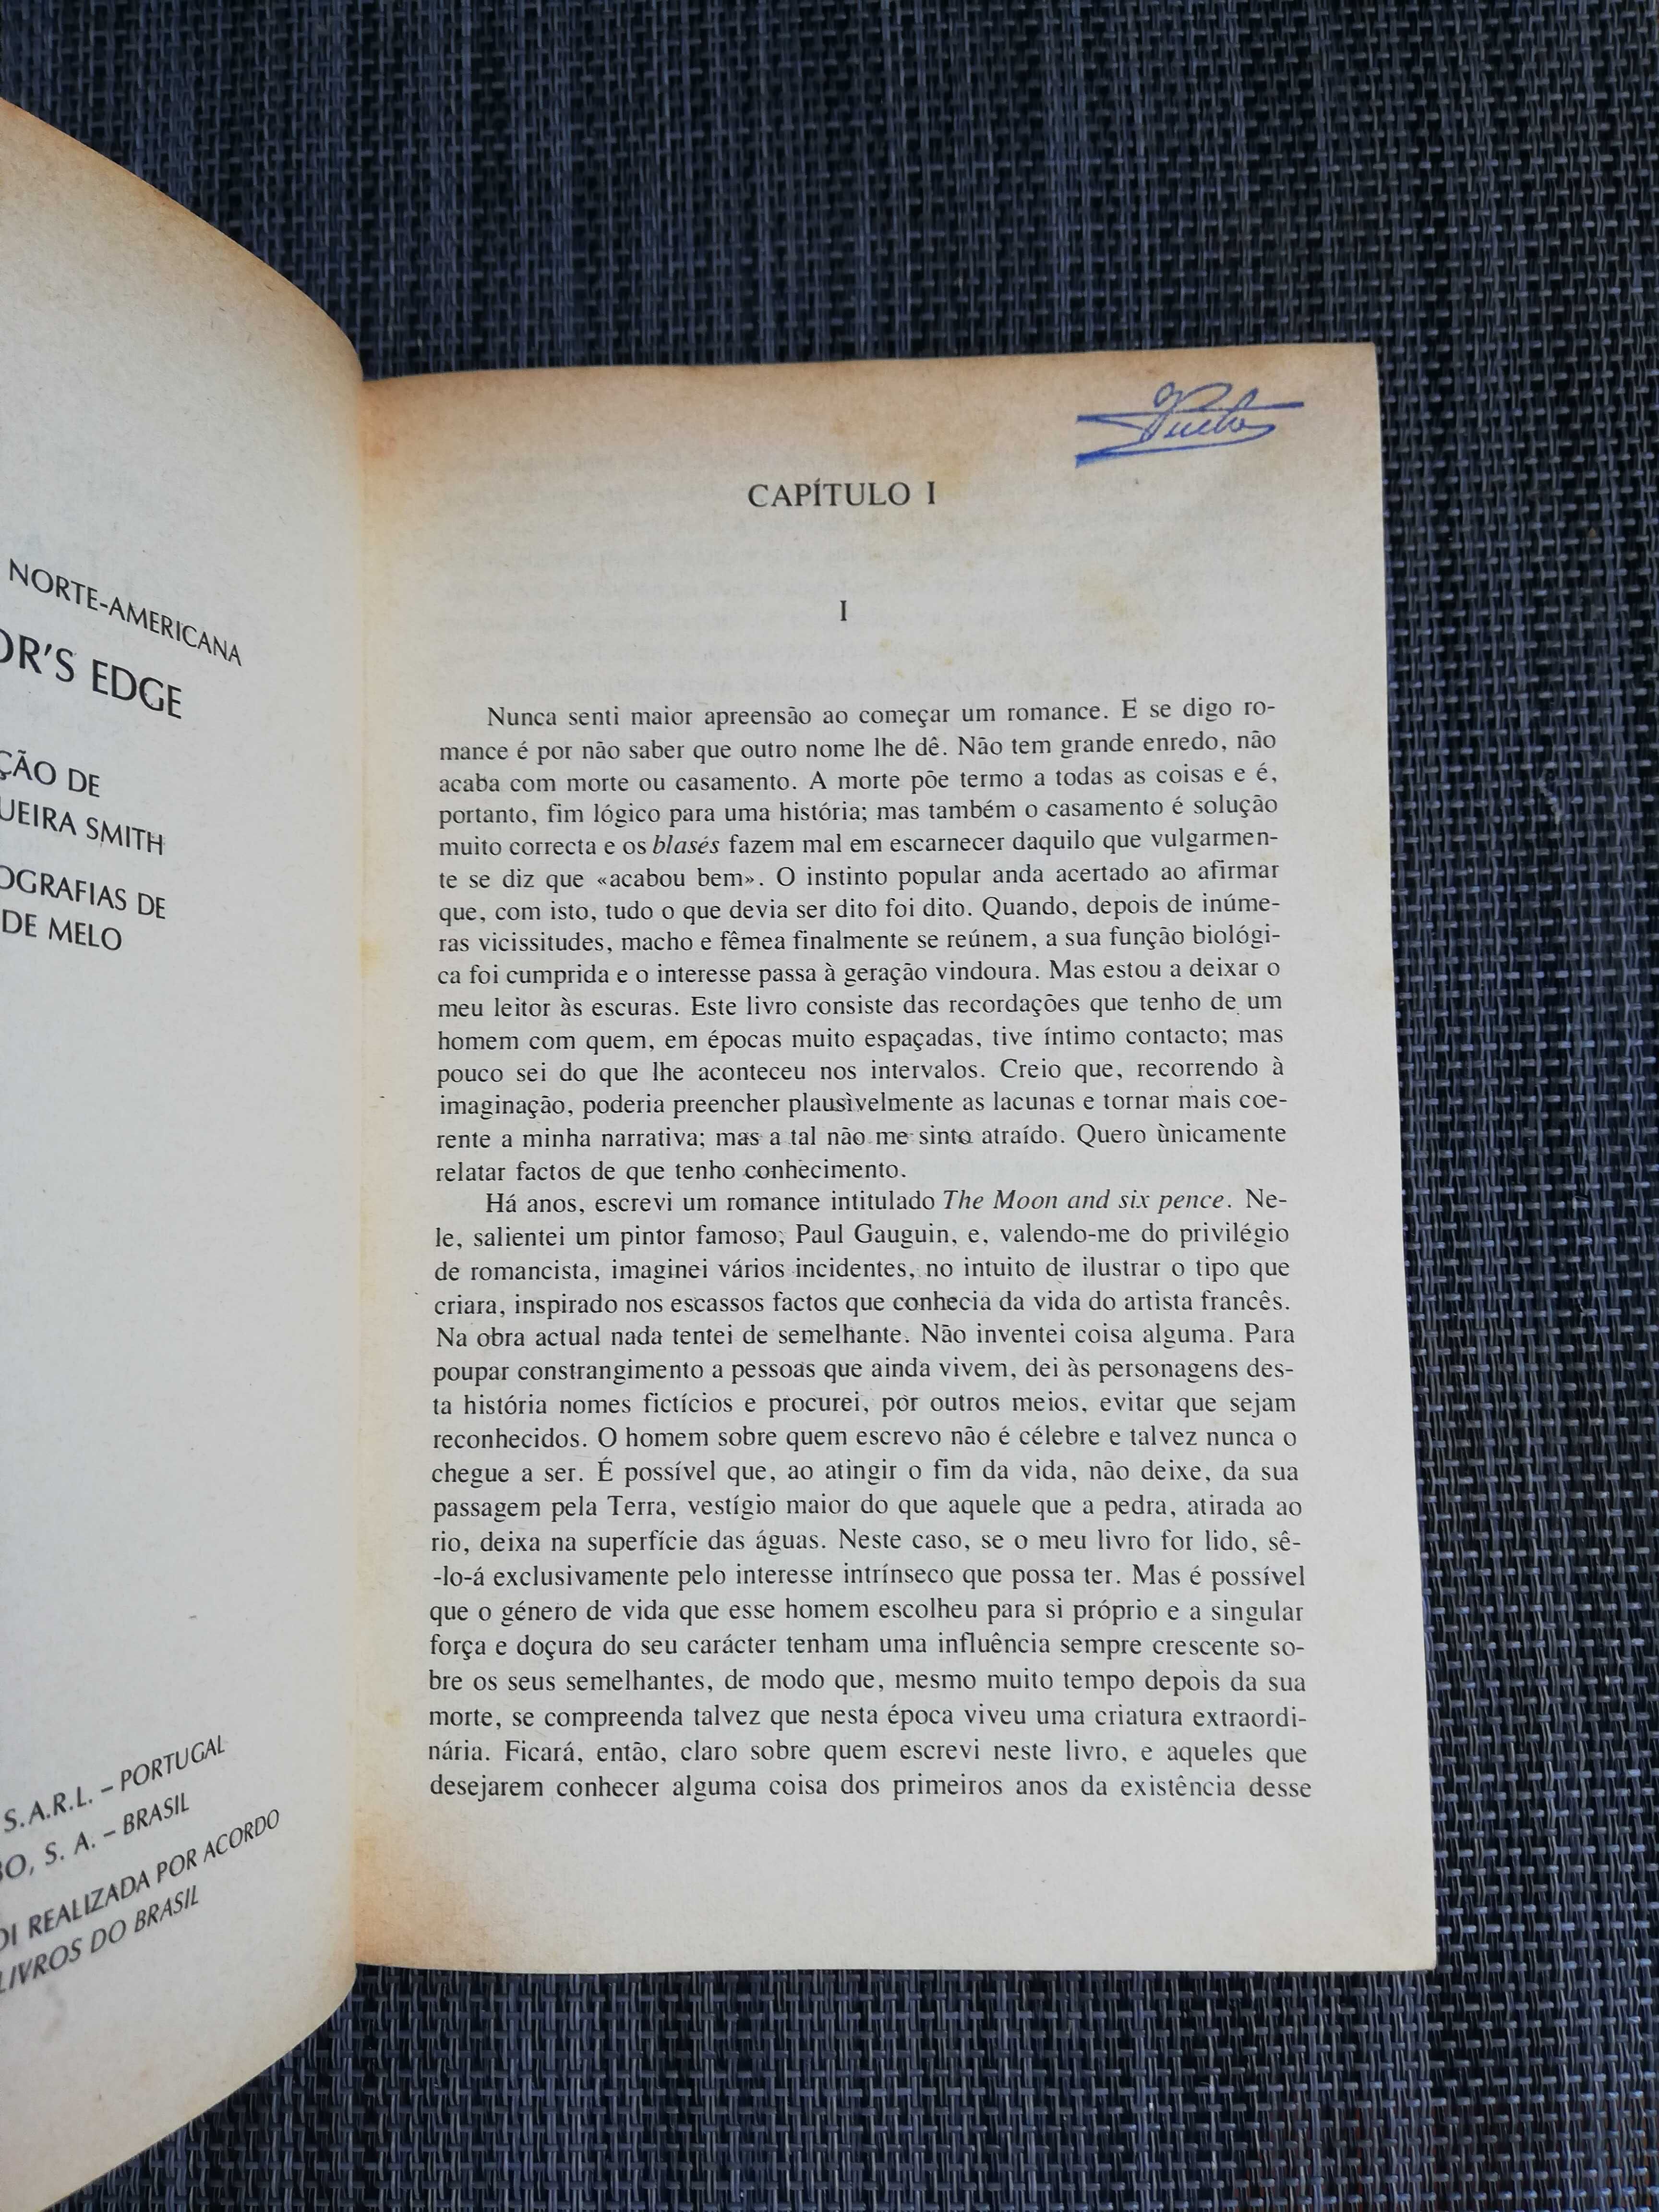 NORTE-AMERICANA
OR'S EDGE
ÇÃO DE
UEIRA SMITH
OGRAFIAS DE
DE MELO
S.A.R.L. – PORTUGAL
BO, S. A. – BRASIL
OI REALIZADA POR ACORDO
LIVROS DO BRASIL
CAPÍTULO I
I
Nunca senti maior apreensão ao começar um romance. E se digo ro-
mance é por não saber que outro nome lhe dê. Não tem grande enredo, não
acaba com morte ou casamento. A morte põe termo a todas as coisas e é,
portanto, fim lógico para uma história; mas também o casamento é solução
muito correcta e os blasés fazem mal em escarnecer daquilo que vulgarmen-
te se diz que «acabou bem». O instinto popular anda acertado ao afirmar
que, com isto, tudo o que devia ser dito foi dito. Quando, depois de inúme-
ras vicissitudes, macho e fêmea finalmente se reúnem, a sua função biológi-
ca foi cumprida e o interesse passa à geração vindoura. Mas estou a deixar o
meu leitor às escuras. Este livro consiste das recordações que tenho de um
homem com quem, em épocas muito espaçadas, tive íntimo contacto; mas
pouco sei do que lhe aconteceu nos intervalos. Creio que, recorrendo à
imaginação, poderia preencher plausìvelmente as lacunas e tornar mais coe-
rente a minha narrativa; mas a tal não me sinto atraído. Quero ùnicamente
relatar factos de que tenho conhecimento.
Há anos, escrevi um romance intitulado The Moon and six pence. Ne-
le, salientei um pintor famoso, Paul Gauguin, e, valendo-me do privilégio
de romancista, imaginei vários incidentes, no intuito de ilustrar o tipo que
criara, inspirado nos escassos factos que conhecia da vida do artista francês.
Na obra actual nada tentei de semelhante. Não inventei coisa alguma. Para
poupar constrangimento a pessoas que ainda vivem, dei às personagens des-
ta história nomes fictícios e procurei, por outros meios, evitar que sejam
reconhecidos. O homem sobre quem escrevo não é célebre e talvez nunca o
chegue a ser. É possível que, ao atingir o fim da vida, não deixe, da sua
passagem pela Terra, vestígio maior do que aquele que a pedra, atirada ao
rio, deixa na superfície das águas. Neste caso, se o meu livro for lido, sê-
-lo-á exclusivamente pelo interesse intrínseco que possa ter. Mas é possível
que o género de vida que esse homem escolheu para si próprio e a singular
força e doçura do seu carácter tenham uma influência sempre crescente so-
bre os seus semelhantes, de modo que, mesmo muito tempo depois da sua
morte, se compreenda talvez que nesta época viveu uma criatura extraordi-
nária. Ficará, então, claro sobre quem escrevi neste livro, e aqueles que
desejarem conhecer alguma coisa dos primeiros anos da existência desse